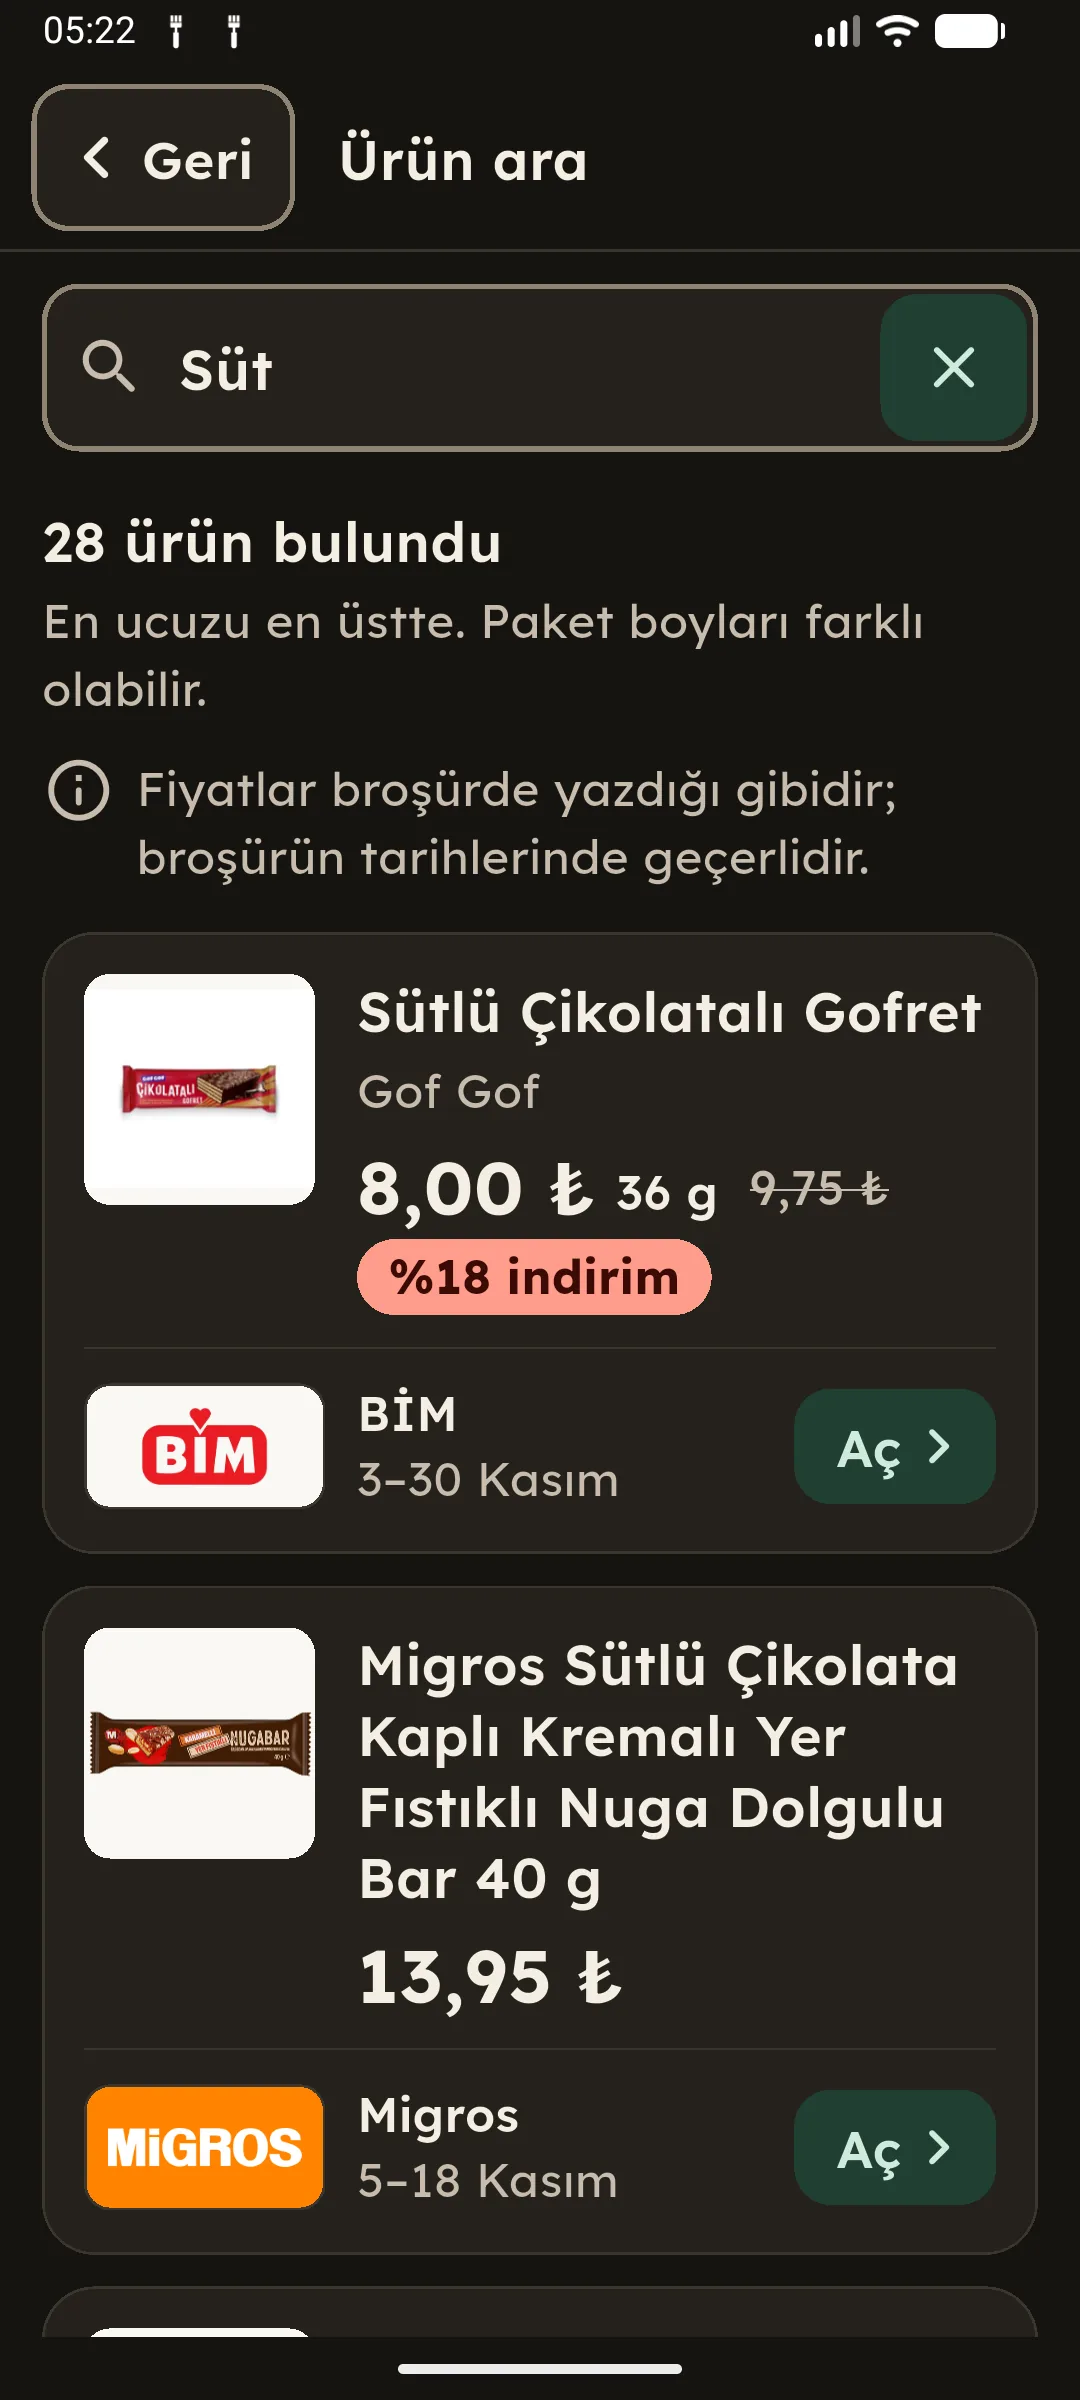 05:22
Geri
Ürün ara
Süt
28 ürün bulundu
En ucuzu en üstte. Paket boyları farklı
olabilir.
Fiyatlar broşürde yazdığı gibidir;
broşürün tarihlerinde geçerlidir.
Sütlü Çikolatalı Gofret
Gof Gof
8,00 ₺ 36 g 9,75 ₺
%18 indirim
ÇİKOLATALI
GOFRET
BİM
BİM
3–30 Kasım
Aç
Migros Sütlü Çikolata
Kaplı Kremalı Yer
Fıstıklı Nuga Dolgulu
Bar 40 g
13,95 ₺
NUGABAR
MiGROS
Migros
5–18 Kasım
Aç